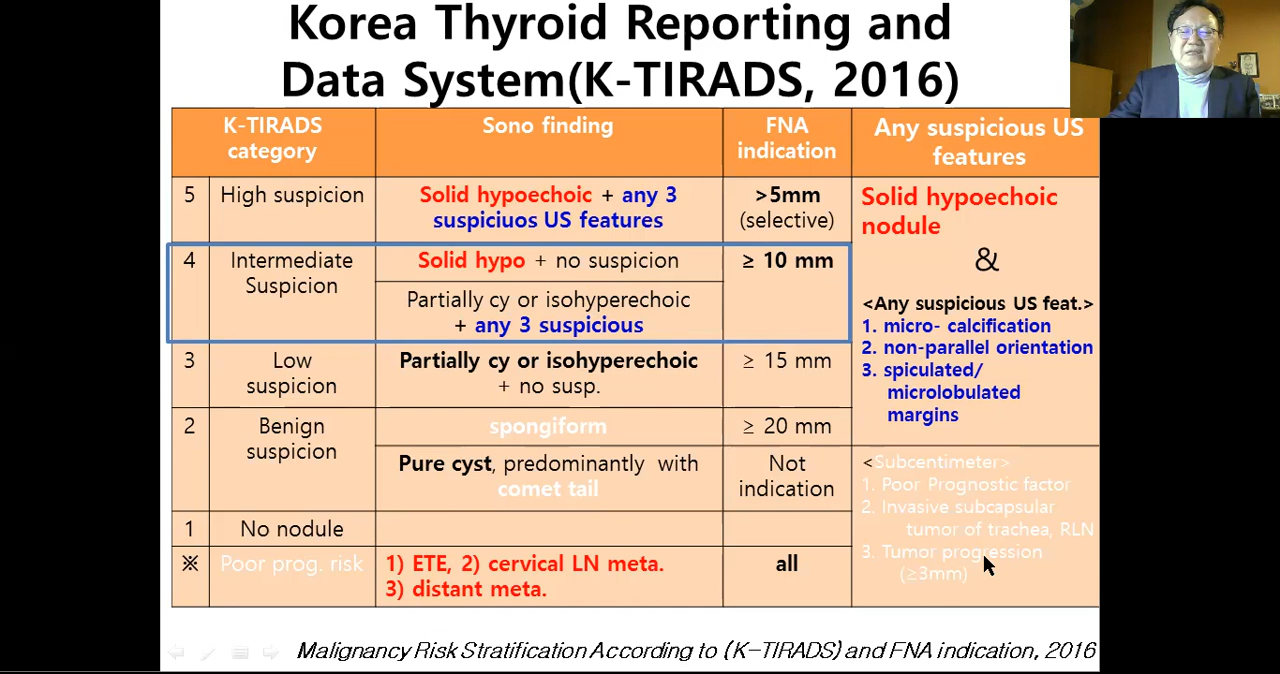 Korea Thyroid Reporting and
Data System(K-TIRADS, 2016)
K-TIRADS
category
Sono finding
FNA
indication
Any suspicious US
features
5
High suspicion
Solid hypoechoic + any 3
suspiciuos US features
>5mm
(selective)
4
Intermediate
Suspicion
Solid hypo + no suspicion
Partially cy or isohyperechoic
+ any 3 suspicious
≥ 10 mm
3
Low
suspicion
Partially cy or isohyperechoic
+ no susp.
≥ 15 mm
2
Benign
suspicion
spongiform
≥ 20 mm
Pure cyst, predominantly with
comet tail
Not
indication
1
No nodule
※
Poor prog. risk
1) ETE, 2) cervical LN meta.
3) distant meta.
all
Solid hypoechoic
nodule
&
<Any suspicious US feat.>
1. micro- calcification
2. non-parallel orientation
3. spiculated/
microlobulated
margins
<Subcentimeter>
1. Poor Prognostic factor
2. Invasive subcapsular
tumor of trachea, RLN
3. Tumor progression
(≥3mm)
Malignancy Risk Stratification According to (K-TIRADS) and FNA indication, 2016